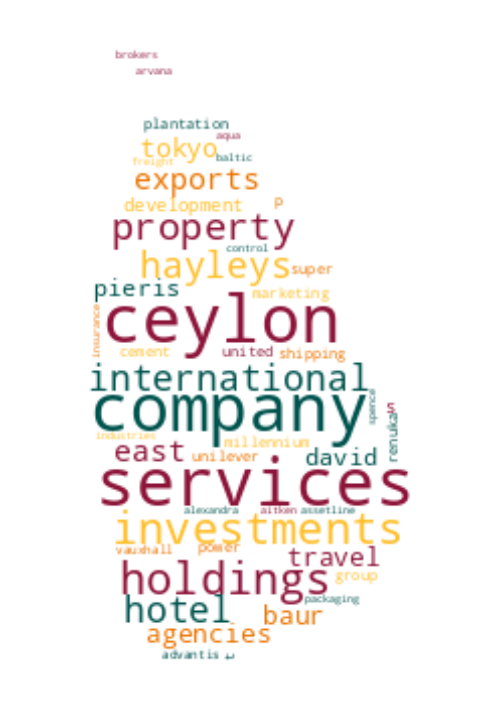 brokers
arvana
plantation
aqua
tokyo
baltic
freight
exports
development p
property
control
hayleys super
pieris marketing
insurance
ceylon
cement united shipping
international
spence
company s
renuka
industries millennium
east unilever david
services
alexandra aitken assetline
investments
vauxhall power
travel
holdings group
packaging
hotel baur
agencies
advantis